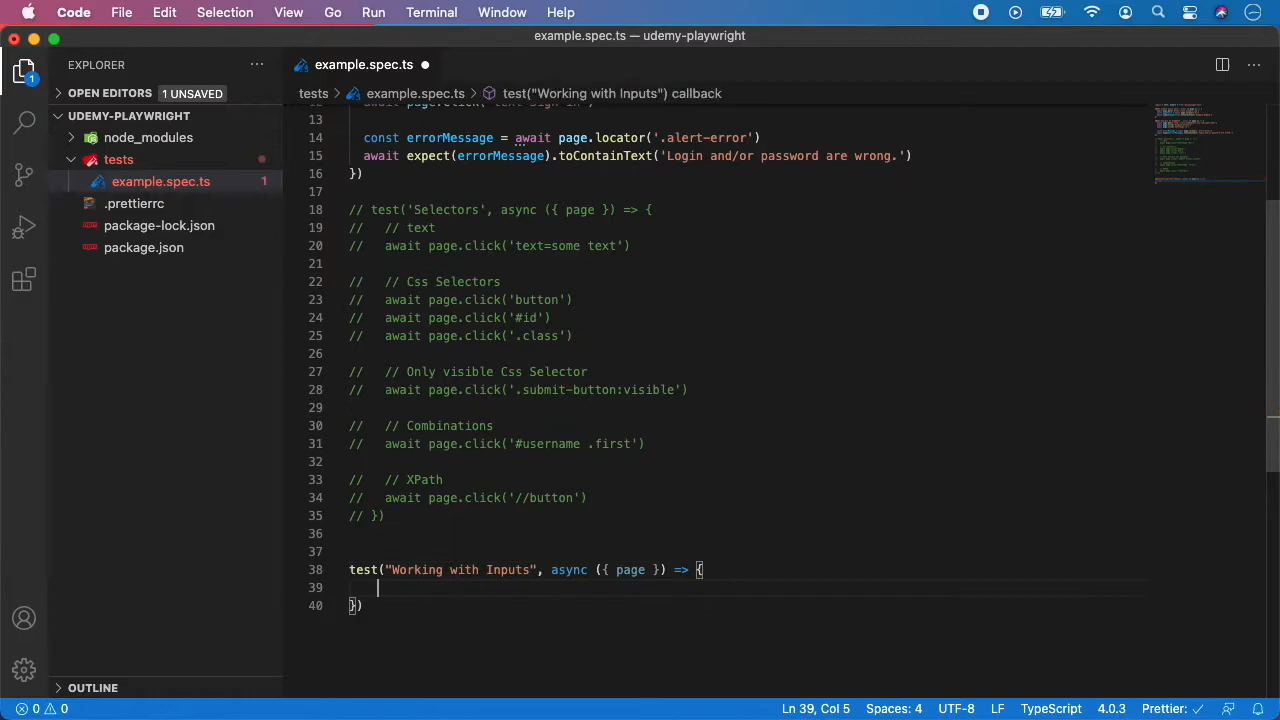 Code File Edit Selection View Go Run Terminal Window Help
example.spec.ts — udemy-playwright
EXPLORER
example.spec.ts
OPEN EDITORS 1 UNSAVED
tests > example.spec.ts > test("Working with Inputs") callback
UDEMY-PLAYWRIGHT
node_modules
tests
example.spec.ts 1
.prettierrc
package-lock.json
package.json
1
13
14 const errorMessage = await page.locator('.alert-error')
15 await expect(errorMessage).toContainText('Login and/or password are wrong.')
16 })
17
18 // test('Selectors', async ({ page }) => {
19 // // text
20 // await page.click('text=some text')
21
22 // // Css Selectors
23 // await page.click('button')
24 // await page.click('#id')
25 // await page.click('.class')
26
27 // // Only visible Css Selector
28 // await page.click('.submit-button:visible')
29
30 // // Combinations
31 // await page.click('#username .first')
32
33 // // XPath
34 // await page.click('//button')
35 // })
36
37
38 test("Working with Inputs", async ({ page }) => {
39
40 })
OUTLINE
0 0 Ln 39, Col 5 Spaces: 4 UTF-8 LF TypeScript 4.0.3 Prettier: ✓